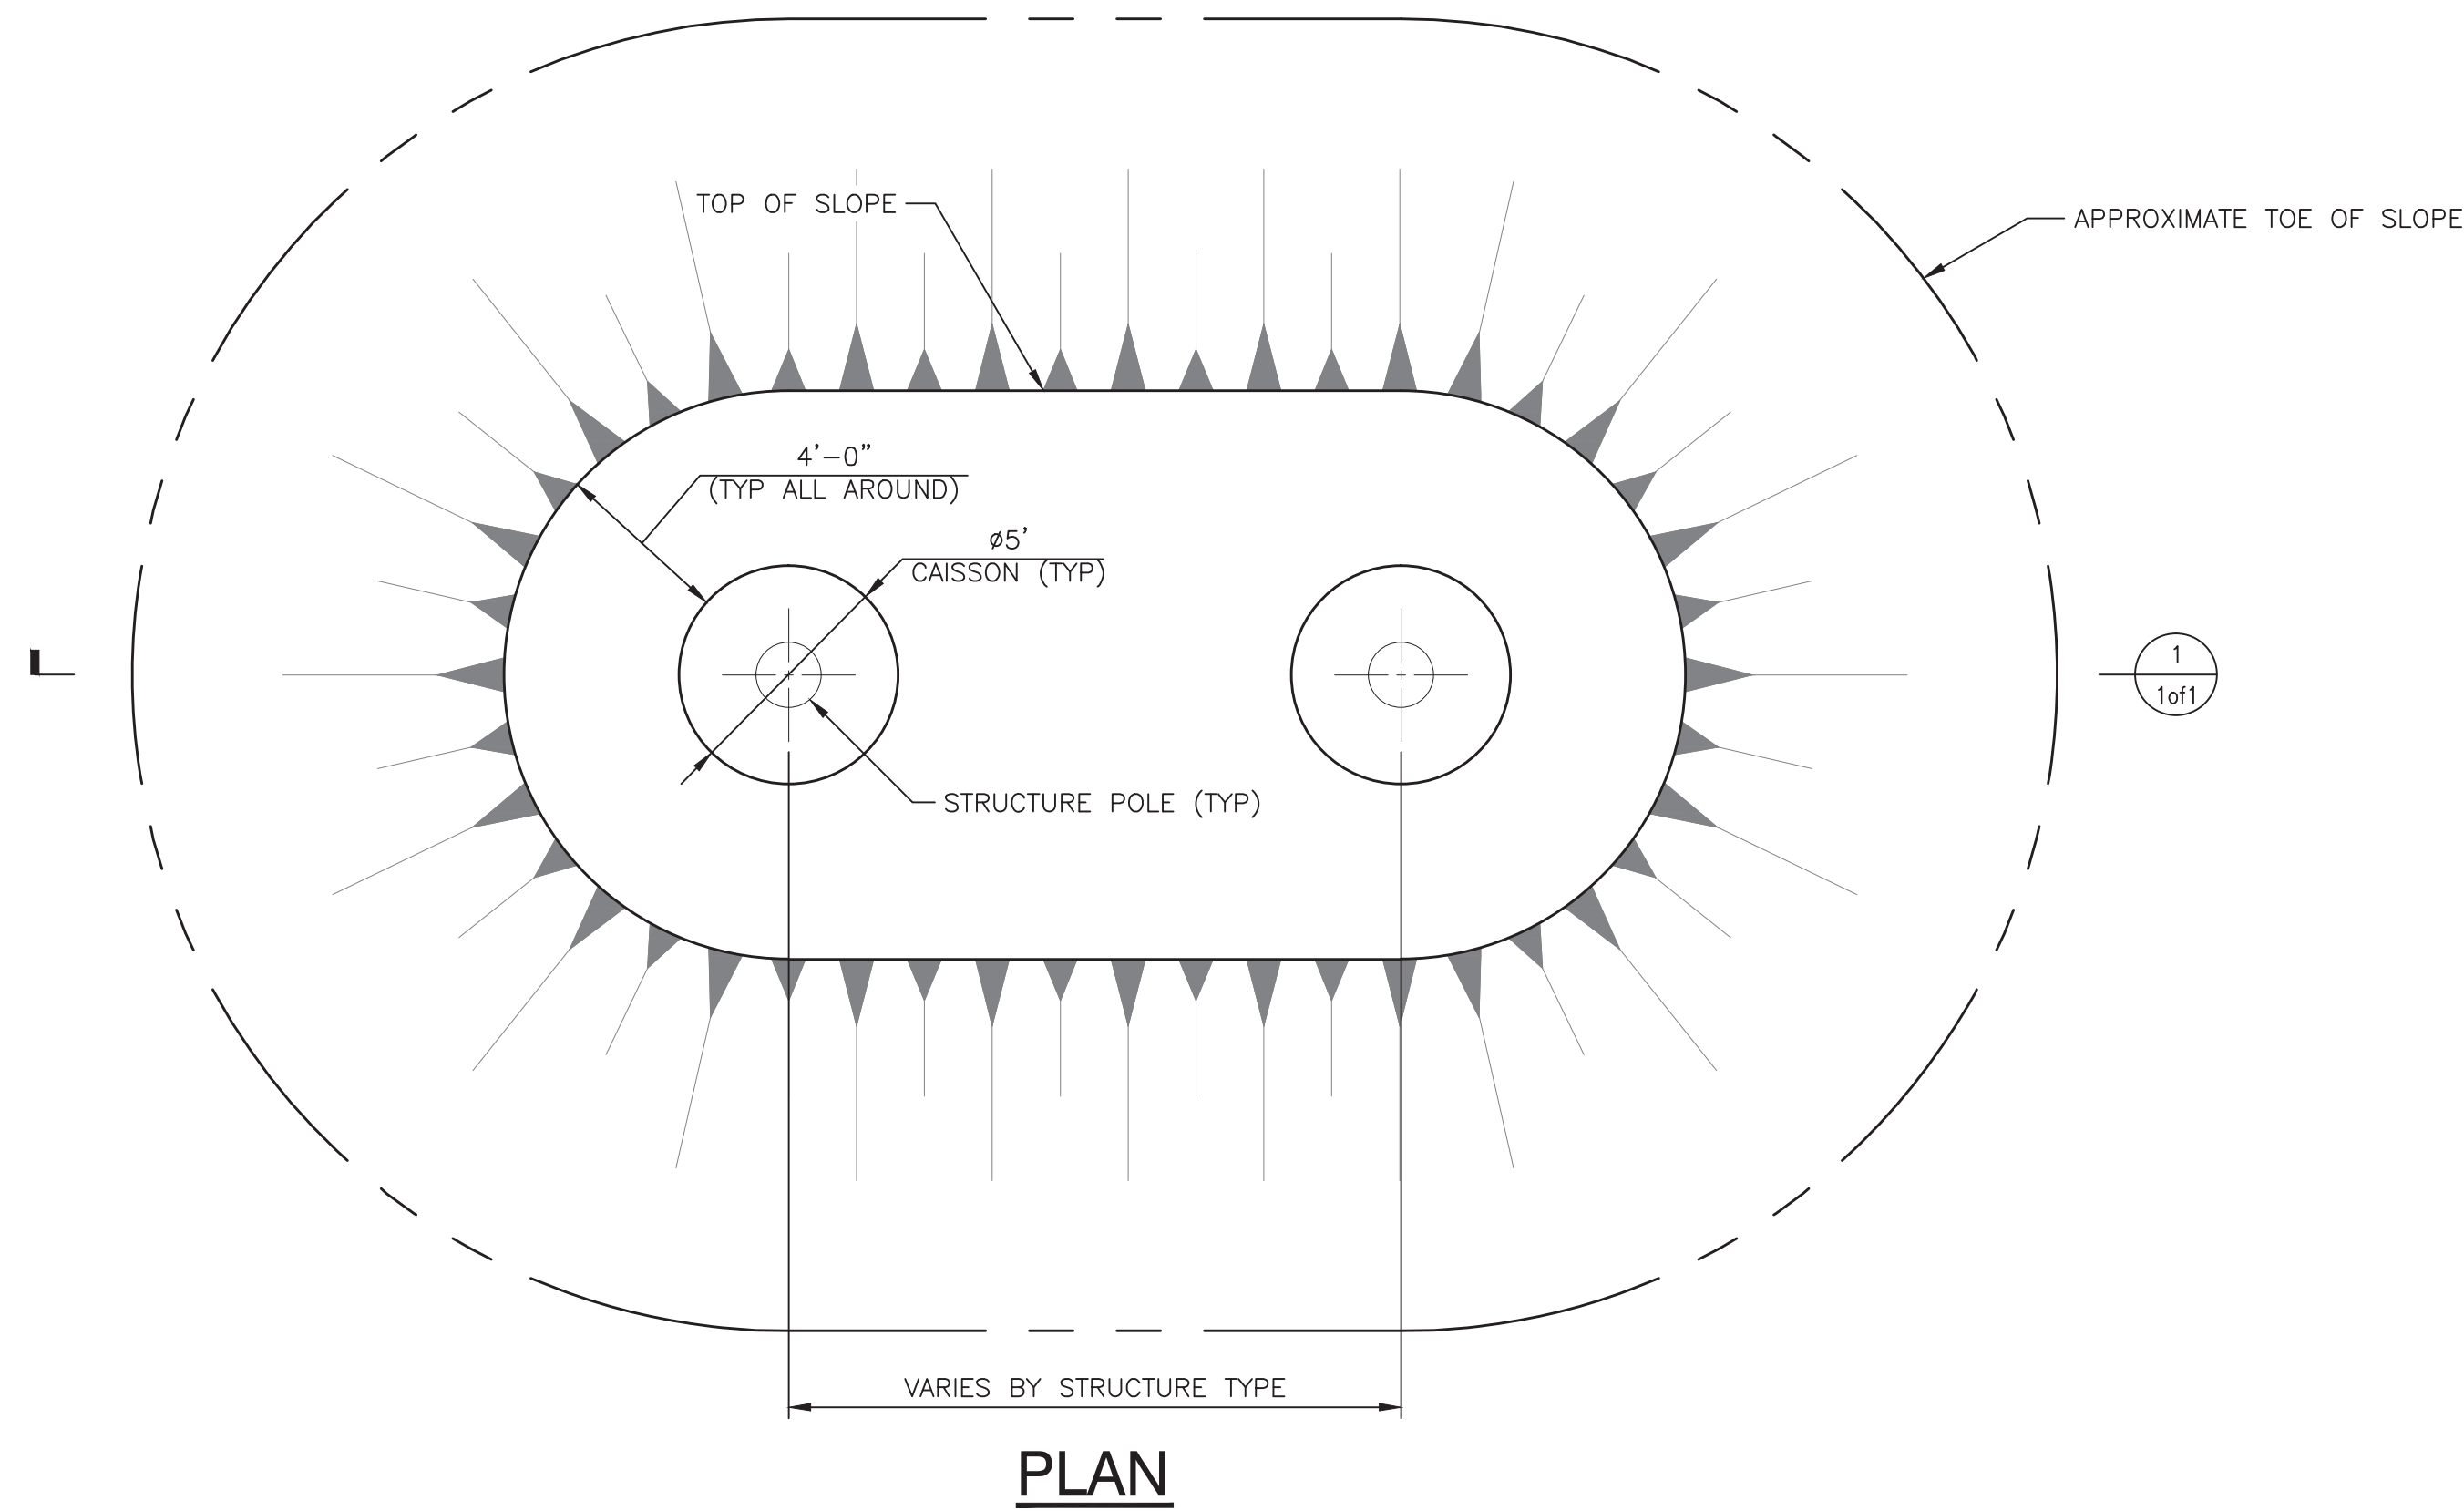 TOP OF SLOPE
APPROXIMATE TOE OF SLOPE
4'-0"
(TYP ALL AROUND)
ø5'
CAISSON (TYP)
1
1of1
STRUCTURE POLE (TYP)
VARIES BY STRUCTURE TYPE
PLAN